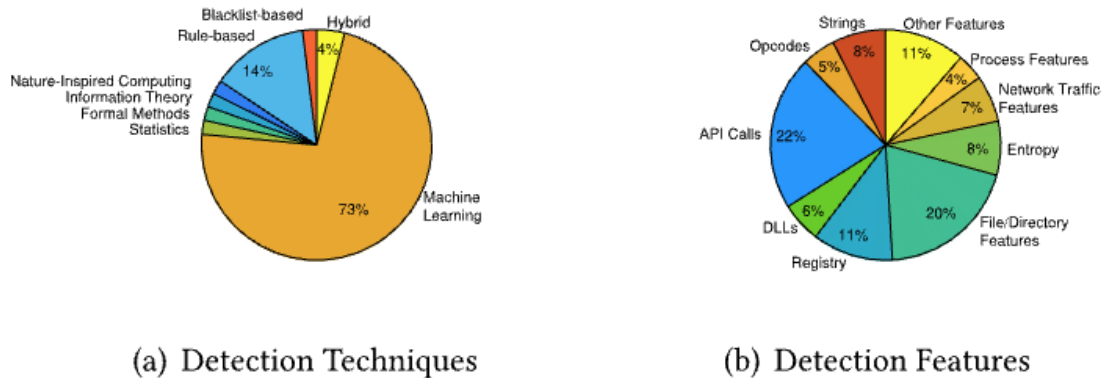 Blacklist-based
Hybrid
Rule-based
4%
14%
Nature-Inspired Computing
Information Theory
Formal Methods
Statistics
Machine
Learning
73%
(a) Detection Techniques
Strings
Other Features
Opcodes
8%
11%
Process Features
5%
4%
Network Traffic
Features
7%
API Calls
22%
8%
Entropy
6%
DLLs
20%
File/Directory
Features
11%
Registry
(b) Detection Features